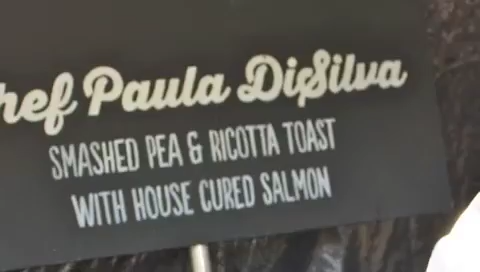 hef Paula DiSilva
SMASHED PEA & RICOTTA TOAST
WITH HOUSE CURED SALMON